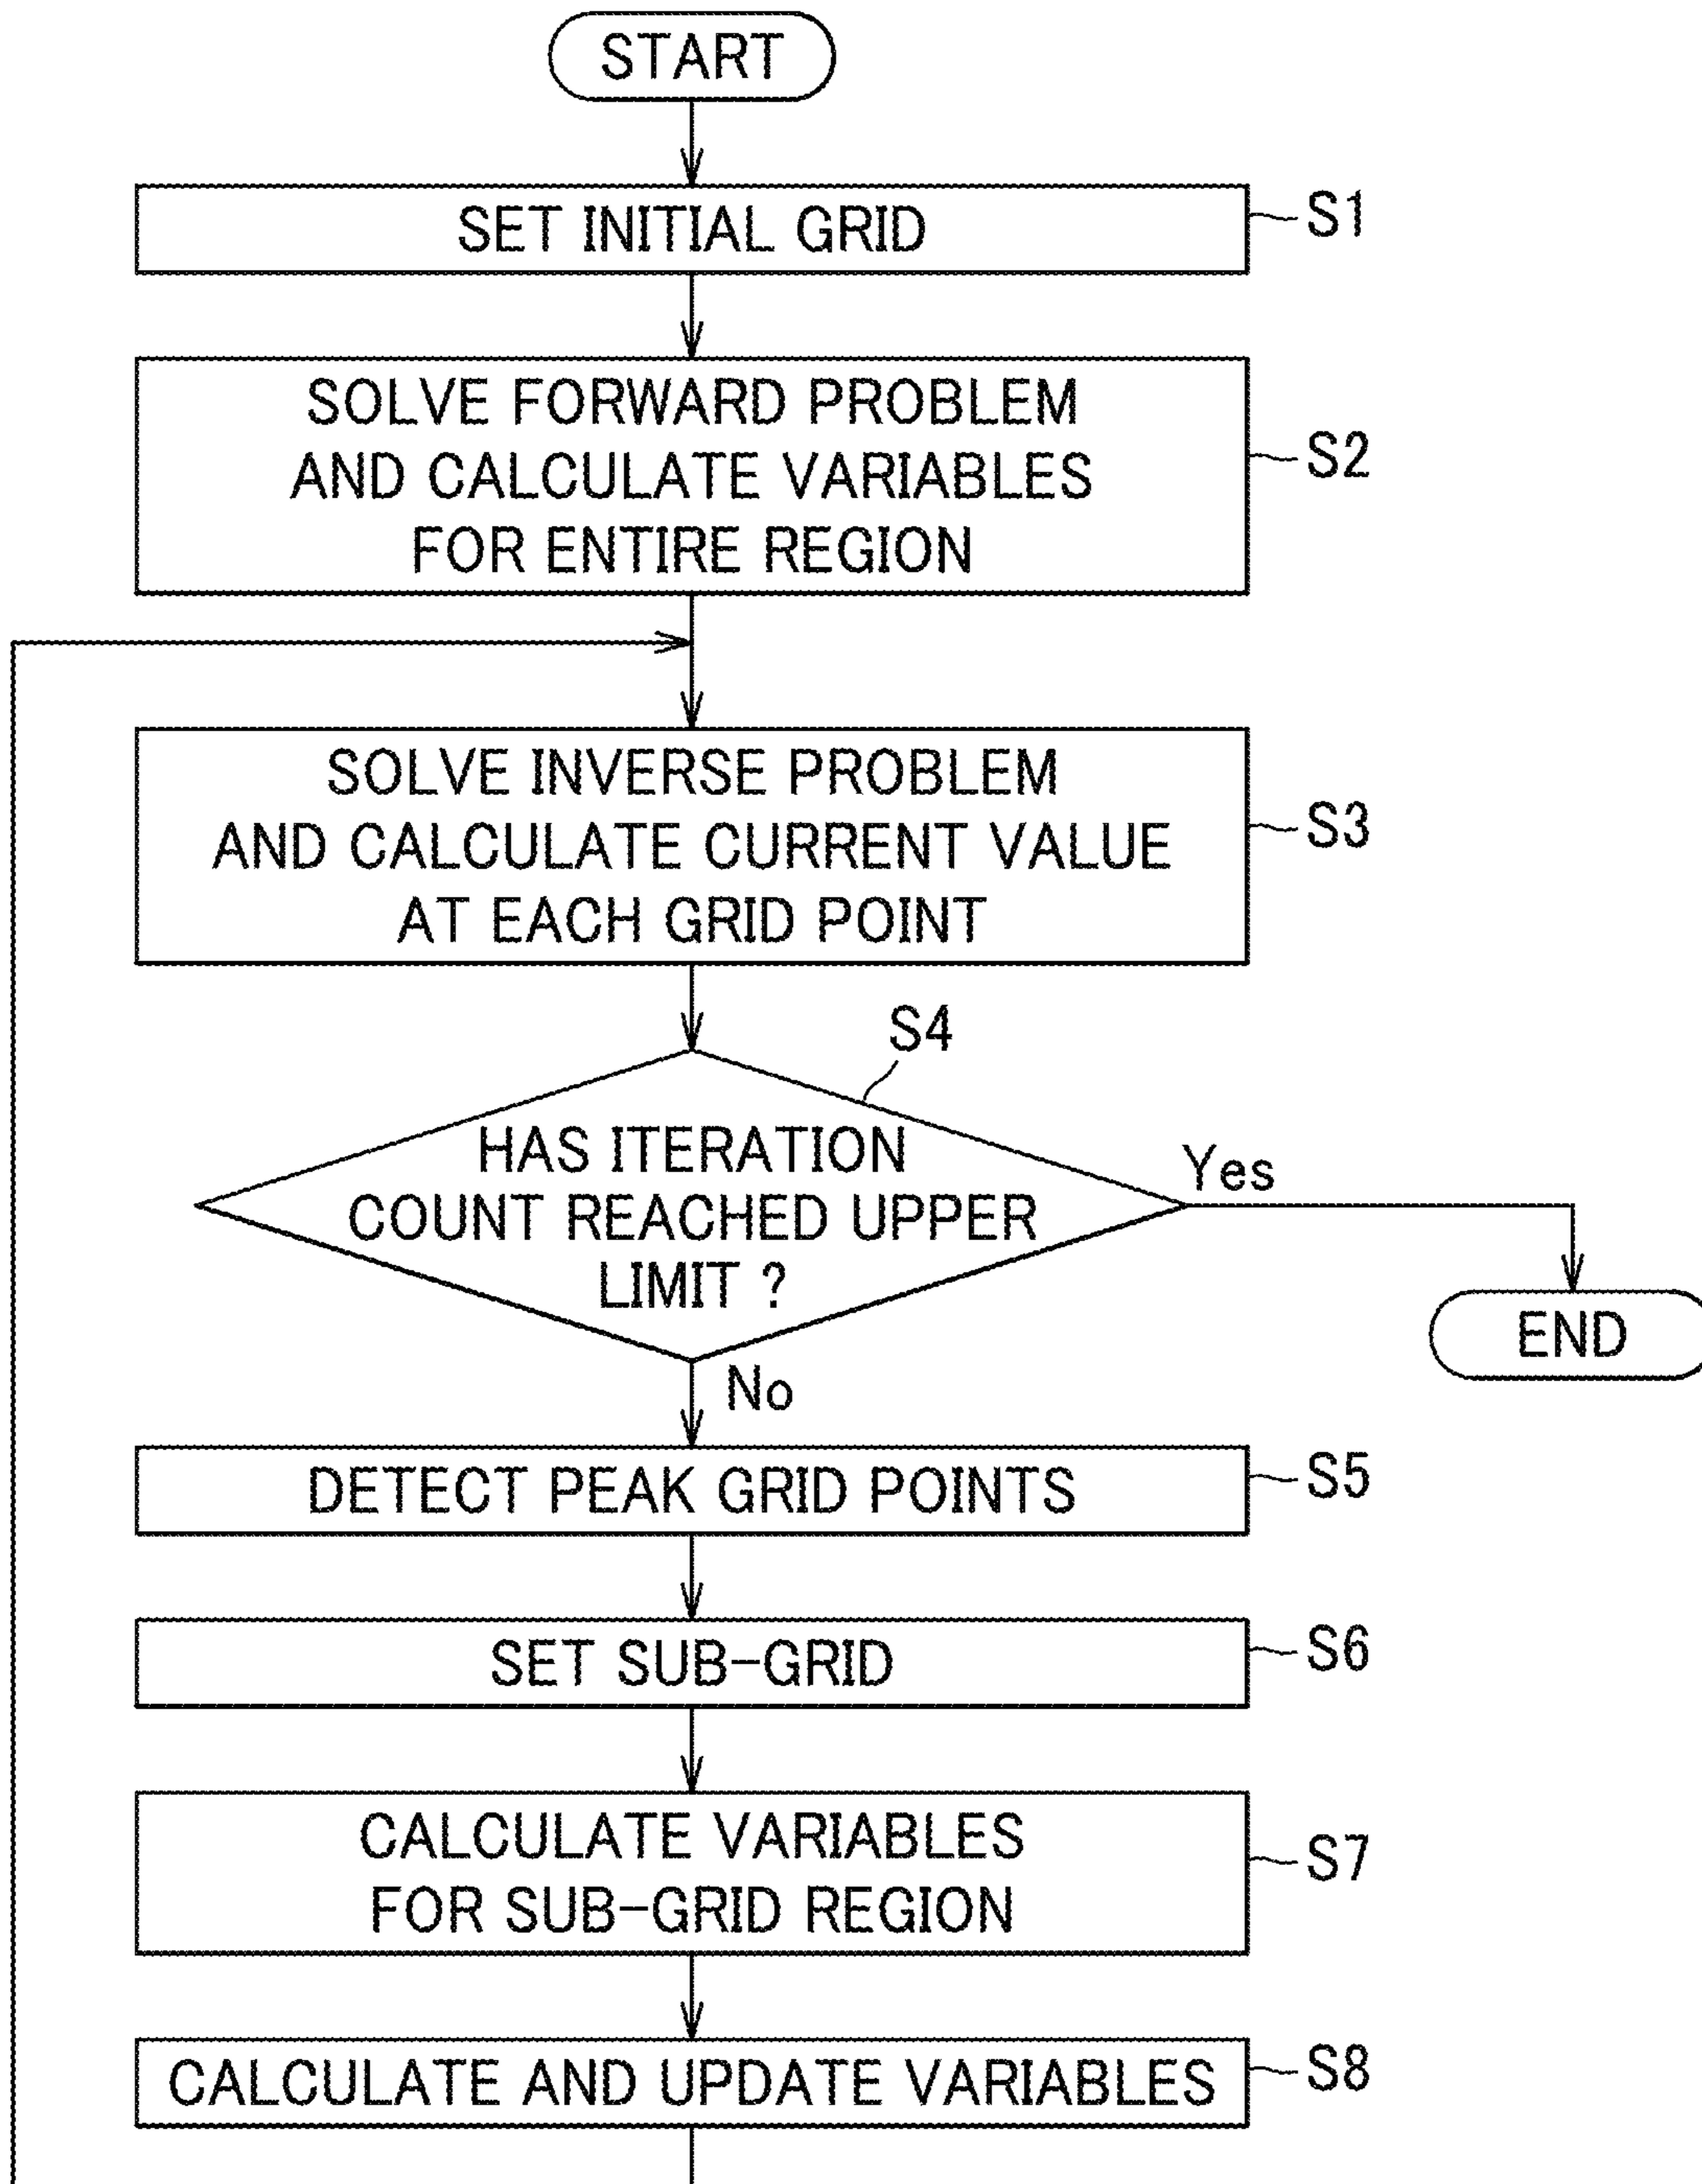 START
SET INITIAL GRID
S1
SOLVE FORWARD PROBLEM
AND CALCULATE VARIABLES
FOR ENTIRE REGION
S2
SOLVE INVERSE PROBLEM
AND CALCULATE CURRENT VALUE
AT EACH GRID POINT
S3
S4
HAS ITERATION
COUNT REACHED UPPER
LIMIT ?
Yes
END
No
DETECT PEAK GRID POINTS
S5
SET SUB-GRID
S6
CALCULATE VARIABLES
FOR SUB-GRID REGION
S7
CALCULATE AND UPDATE VARIABLES
S8